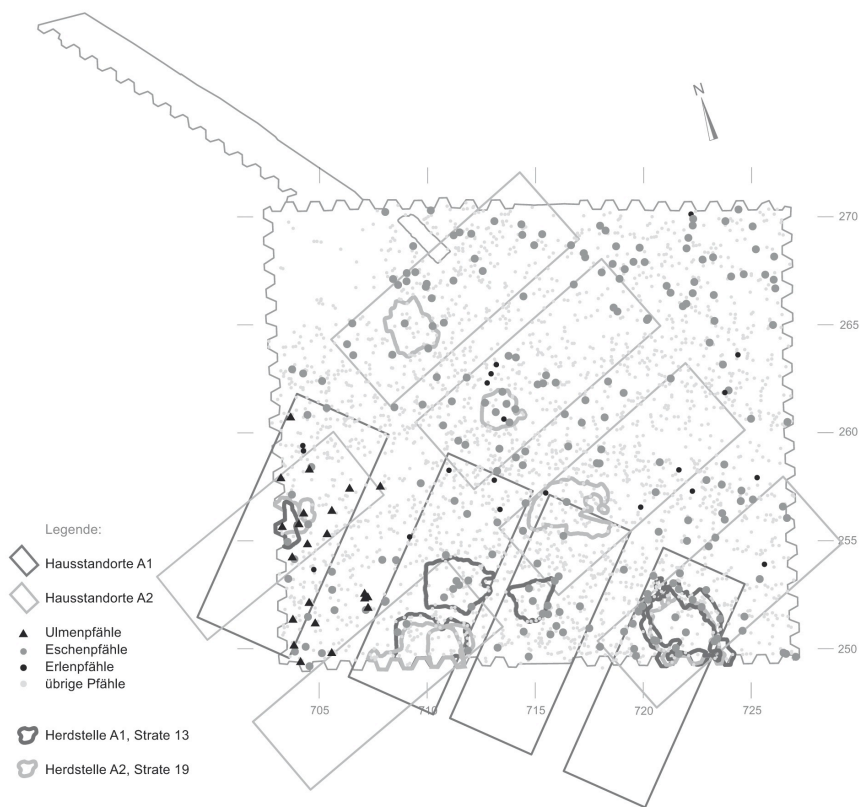 N
270
265
260
255
250
705
710
715
720
725
Legende:
Hausstandorte A1
Hausstandorte A2
Ulmenpfähle
Eschenpfähle
Erlenpfähle
übrige Pfähle
Herdstelle A1, Strate 13
Herdstelle A2, Strate 19